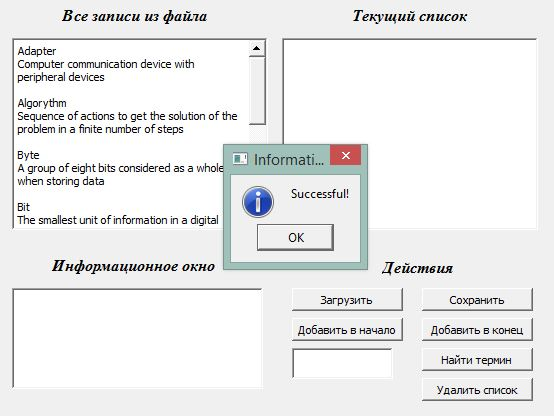 Все записи из файла
Текущий список
Adapter
Computer communication device with
peripheral devices
Algorythm
Sequence of actions to get the solution of the
problem in a finite number of steps
Byte
A group of eight bits considered as a whole
when storing data
Bit
The smallest unit of information in a digital
Informati...
Successful!
OK
Информационное окно
Действия
Загрузить
Сохранить
Добавить в начало
Добавить в конец
Найти термин
Удалить список